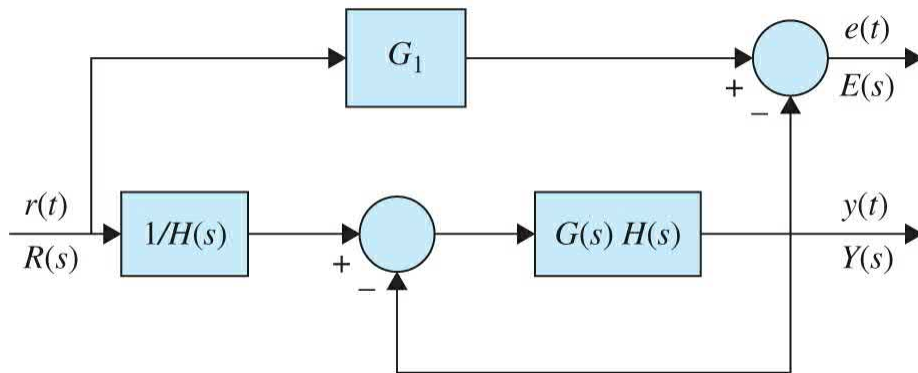 G₁
e(t)
E(s)
+
−
r(t)
R(s)
1/H(s)
+
−
G(s) H(s)
y(t)
Y(s)